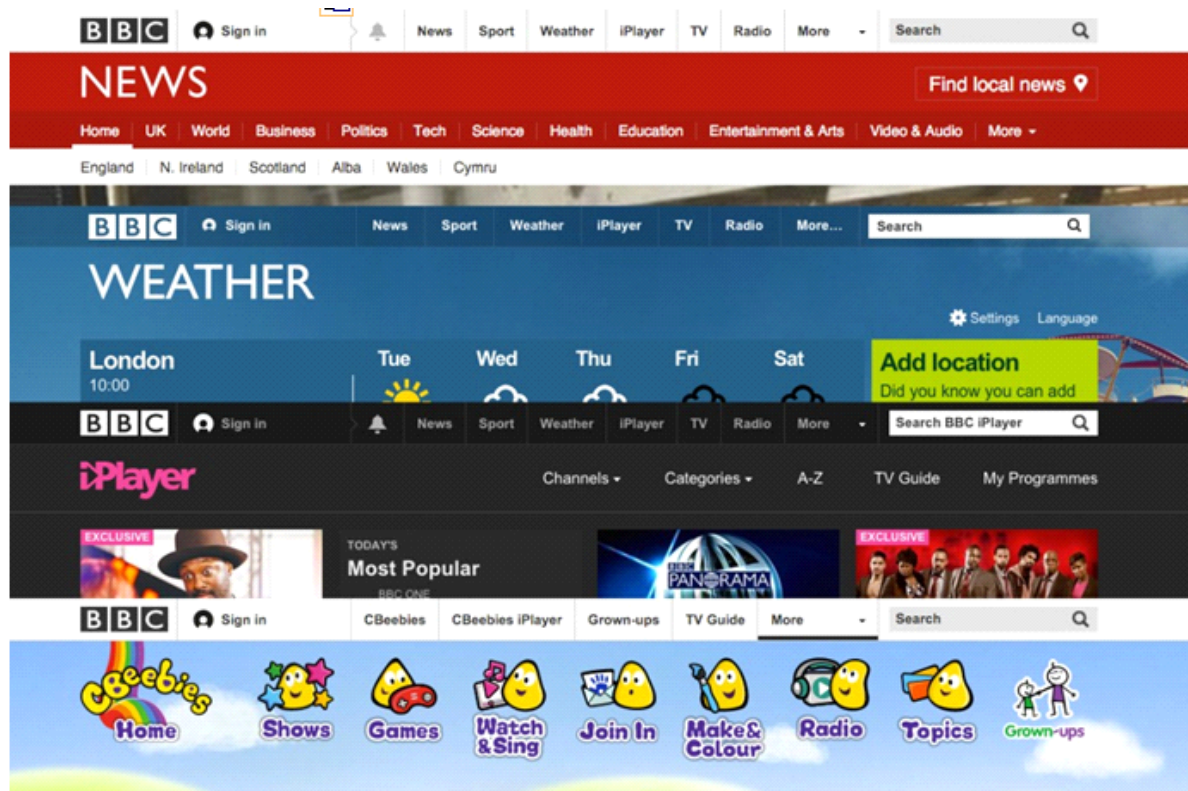 BBC Sign in News Sport Weather iPlayer TV Radio More Search
NEWS Find local news
Home UK World Business Politics Tech Science Health Education Entertainment & Arts Video & Audio More
England N. Ireland Scotland Alba Wales Cymru
BBC Sign in News Sport Weather iPlayer TV Radio More... Search
WEATHER
Settings Language
London Tue Wed Thu Fri Sat Add location
10:00 Did you know you can add
BBC Sign in News Sport Weather iPlayer TV Radio More Search BBC iPlayer
iPlayer Channels Categories A-Z TV Guide My Programmes
EXCLUSIVE TODAY'S EXCLUSIVE
Most Popular PANORAMA
BBC ONE
BBC Sign in CBeebies CBeebies iPlayer Grown-ups TV Guide More Search
CBeebies
Home Shows Games Watch & Sing Join In Make & Colour Radio Topics Grown-ups